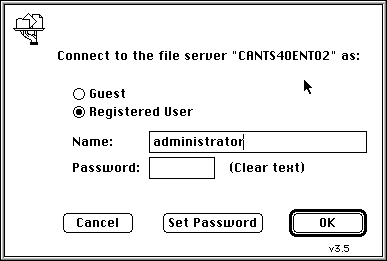 Connect to the file server "CANTS40ENT02" as:
Guest
Registered User
Name: administrator
Password: (Clear text)
Cancel Set Password OK
v3.5